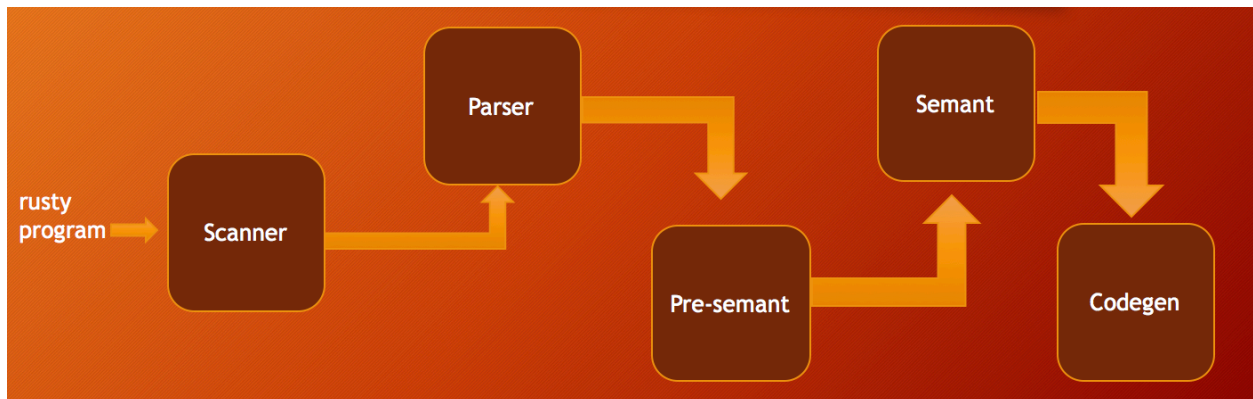 rusty
program
Scanner
Parser
Pre-semant
Semant
Codegen